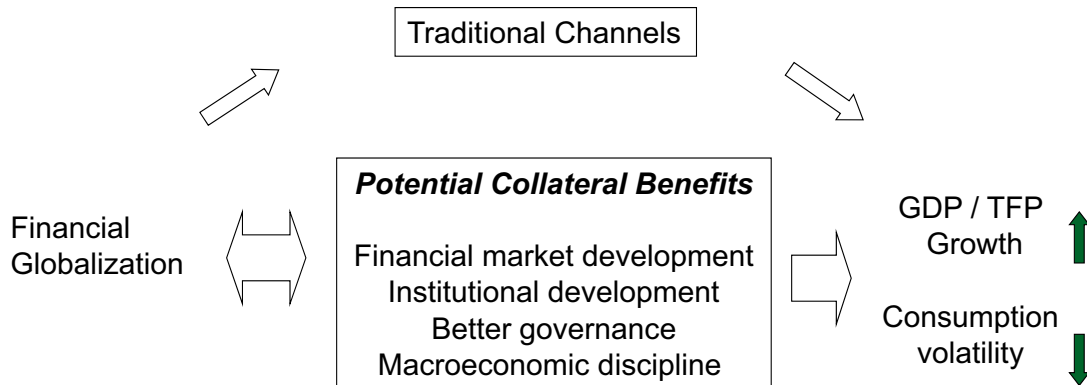 Traditional Channels
Potential Collateral Benefits
Financial
Globalization
Financial market development
Institutional development
Better governance
Macroeconomic discipline
GDP / TFP
Growth
Consumption
volatility